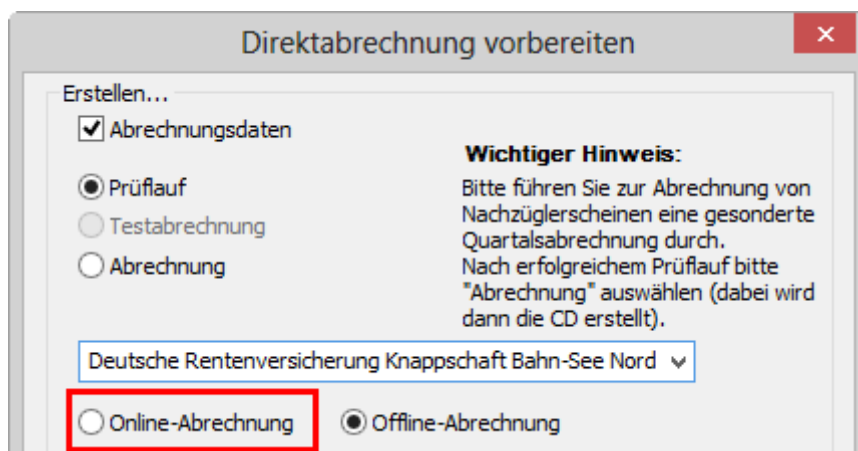 Direktabrechnung vorbereiten
Erstellen...
Abrechnungsdaten
Prüflauf
Testabrechnung
Abrechnung
Wichtiger Hinweis:
Bitte führen Sie zur Abrechnung von
Nachzüglerscheinen eine gesonderte
Quartalsabrechnung durch.
Nach erfolgreichem Prüflauf bitte
"Abrechnung" auswählen (dabei wird
dann die CD erstellt).
Deutsche Rentenversicherung Knappschaft Bahn-See Nord
Online-Abrechnung
Offline-Abrechnung